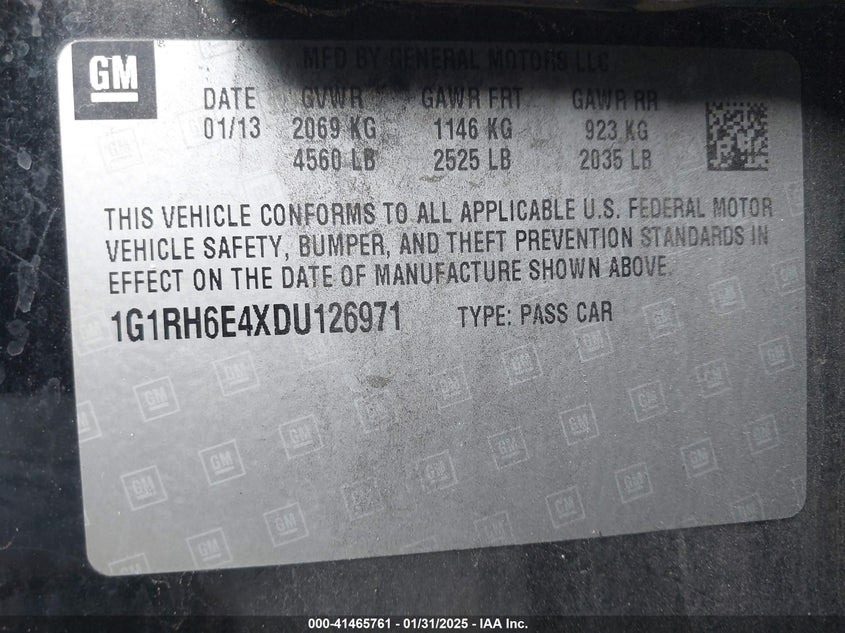 GM
MFD BY GENERAL MOTORS LLC
DATE GVWR GAWR FRT GAWR RR
01/13 2069 KG 1146 KG 923 KG
4560 LB 2525 LB 2035 LB
THIS VEHICLE CONFORMS TO ALL APPLICABLE U.S. FEDERAL MOTOR
VEHICLE SAFETY, BUMPER, AND THEFT PREVENTION STANDARDS IN
EFFECT ON THE DATE OF MANUFACTURE SHOWN ABOVE.
1G1RH6E4XDU126971 TYPE: PASS CAR
000-41465761 - 01/31/2025 - IAA Inc.